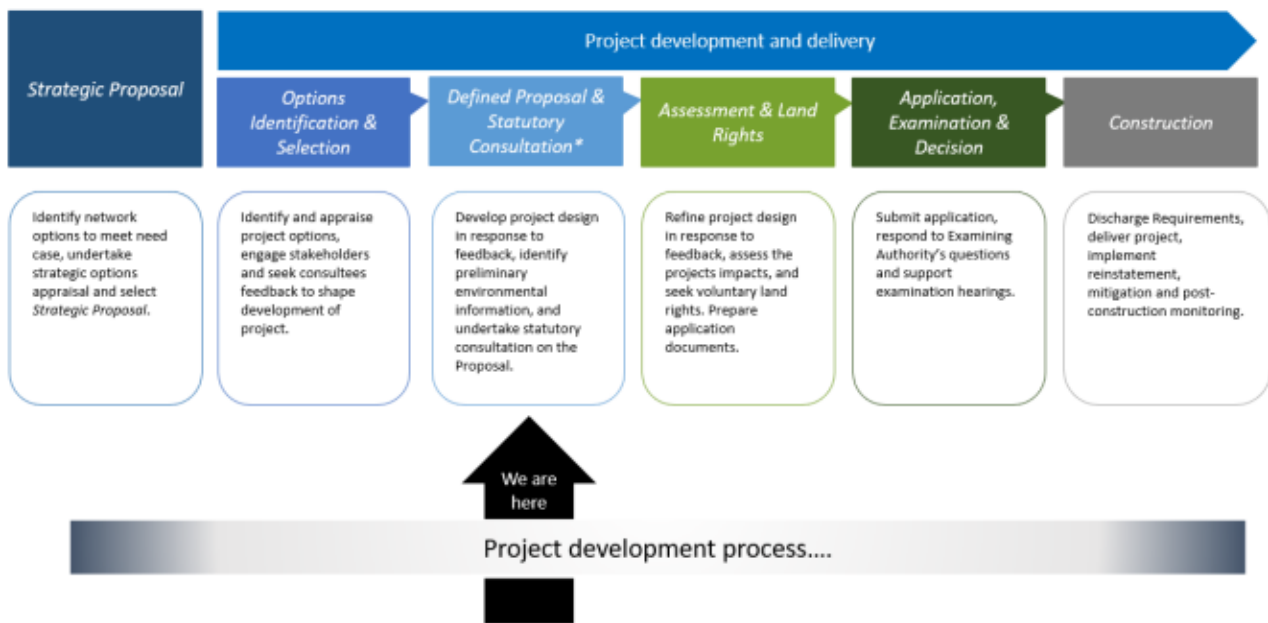 Project development and delivery
Strategic Proposal
Options
Identification &
Selection
Defined Proposal &
Statutory
Consultation*
Assessment & Land
Rights
Application,
Examination &
Decision
Construction
Identify network
options to meet need
case, undertake
strategic options
appraisal and select
Strategic Proposal.
Identify and appraise
project options,
engage stakeholders
and seek consultees
feedback to shape
development of
project.
Develop project design
in response to
feedback, identify
preliminary
environmental
information, and
undertake statutory
consultation on the
Proposal.
Refine project design
in response to
feedback, assess the
projects impacts, and
seek voluntary land
rights. Prepare
application
documents.
Submit application,
respond to Examining
Authority's questions
and support
examination hearings.
Discharge Requirements,
deliver project,
implement
reinstatement,
mitigation and post-
construction monitoring.
We are
here
Project development process....